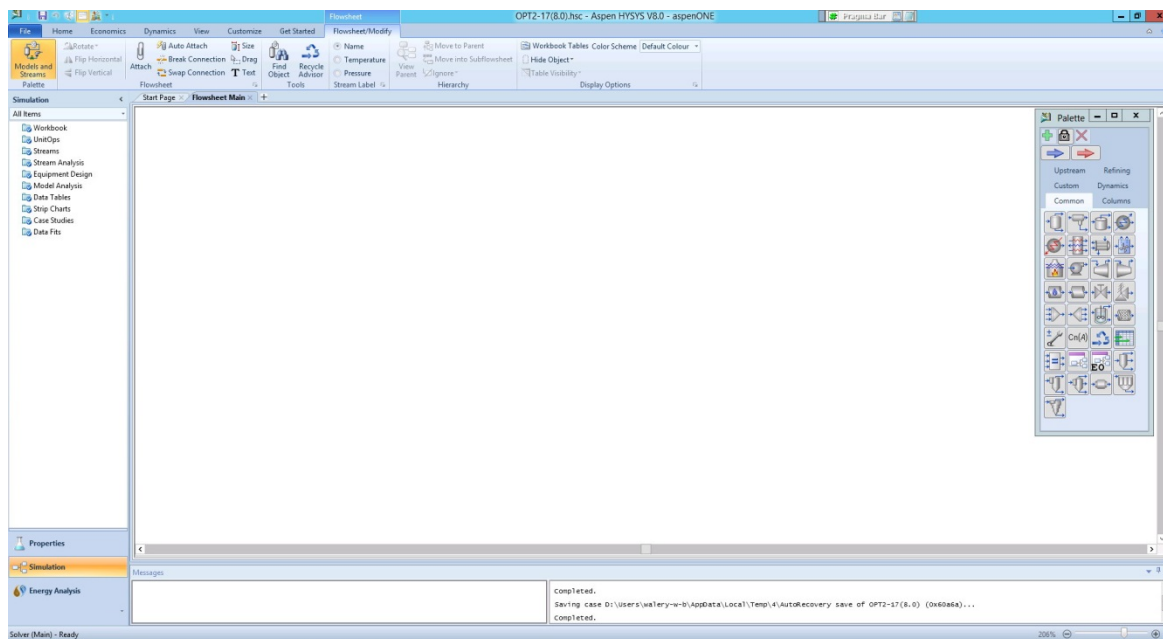 Flowsheet
OPT2-17(8.0).hsc - Aspen HYSYS V8.0 - aspenONE
Pragma Bar
File Home Economics Dynamics View Customize Get Started Flowsheet/Modify
Models and Streams
Rotate
Flip Horizontal
Flip Vertical
Palette
Attach
Auto Attach
Break Connection
Swap Connection
Size
Drag
Text
Flowsheet
Find Object
Recycle Advisor
Tools
Name
Temperature
Pressure
Stream Label
View Parent
Move to Parent
Move into Subflowsheet
Ignore
Hierarchy
Workbook Tables Color Scheme Default Colour
Hide Object
Table Visibility
Display Options
Simulation
All Items
Workbook
UnitOps
Streams
Stream Analysis
Equipment Design
Model Analysis
Data Tables
Strip Charts
Case Studies
Data Fits
Properties
Simulation
Energy Analysis
Start Page Flowsheet Main +
Palette
Upstream Refining
Custom Dynamics
Common Columns
Cn(A)
EO
Messages
Completed.
Saving case D:\Users\walery-w-b\AppData\Local\Temp\4\AutoRecovery save of OPT2-17(8.0) (0x60a6a)...
Completed.
Solver (Main) - Ready
206%